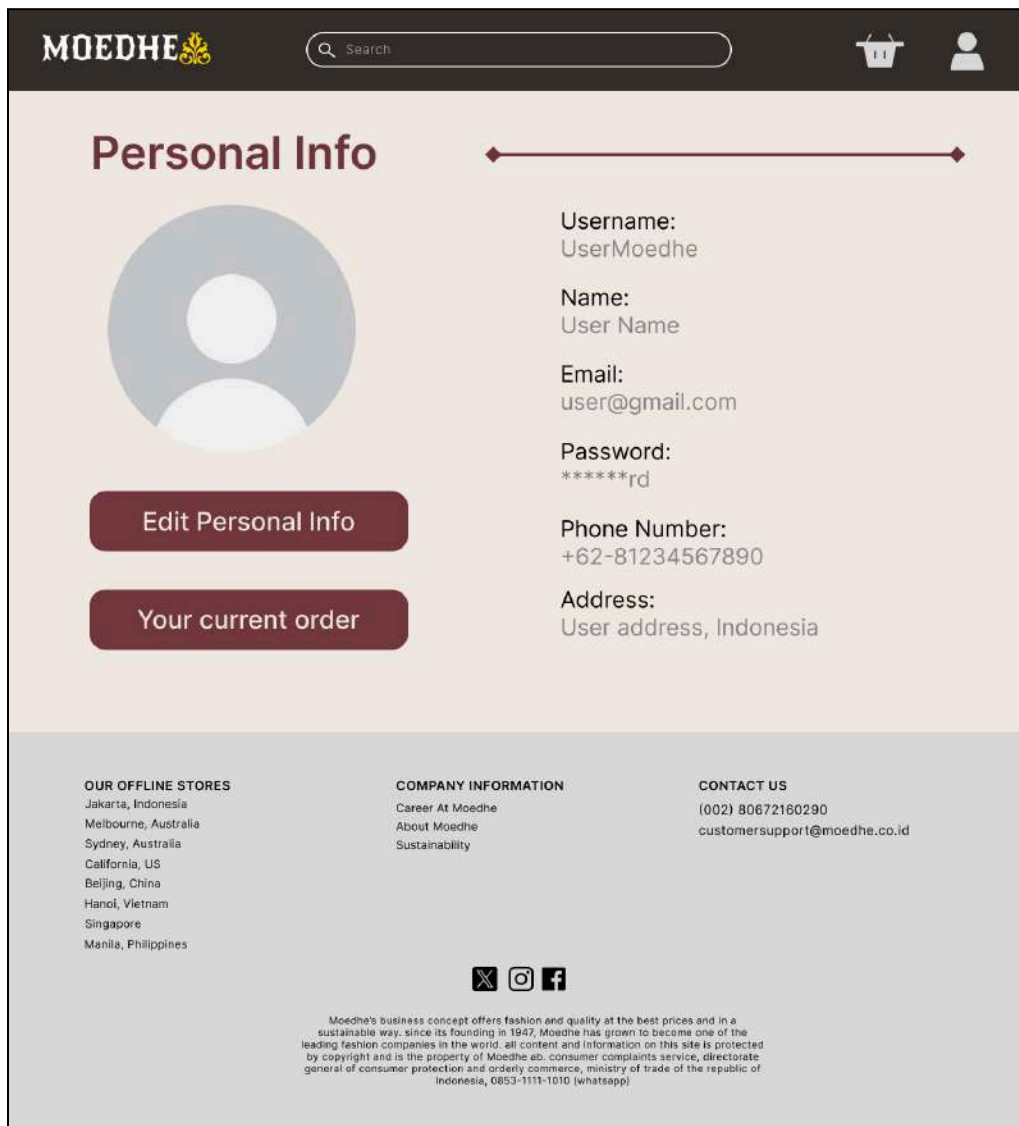 MOEDHE
Search
Personal Info
Username:
UserMoedhe
Name:
User Name
Email:
user@gmail.com
Password:
******rd
Phone Number:
+62-81234567890
Address:
User address, Indonesia
Edit Personal Info
Your current order
OUR OFFLINE STORES
Jakarta, Indonesia
Melbourne, Australia
Sydney, Australia
California, US
Beijing, China
Hanoi, Vietnam
Singapore
Manila, Philippines
COMPANY INFORMATION
Career At Moedhe
About Moedhe
Sustainability
CONTACT US
(002) 80672160290
customersupport@moedhe.co.id
Moedhe's business concept offers fashion and quality at the best prices and in a
sustainable way. since its founding in 1947, Moedhe has grown to become one of the
leading fashion companies in the world. all content and information on this site is protected
by copyright and is the property of Moedhe ab. consumer complaints service, directorate
general of consumer protection and orderly commerce, ministry of trade of the republic of
Indonesia, 0853-1111-1010 (whatsapp)